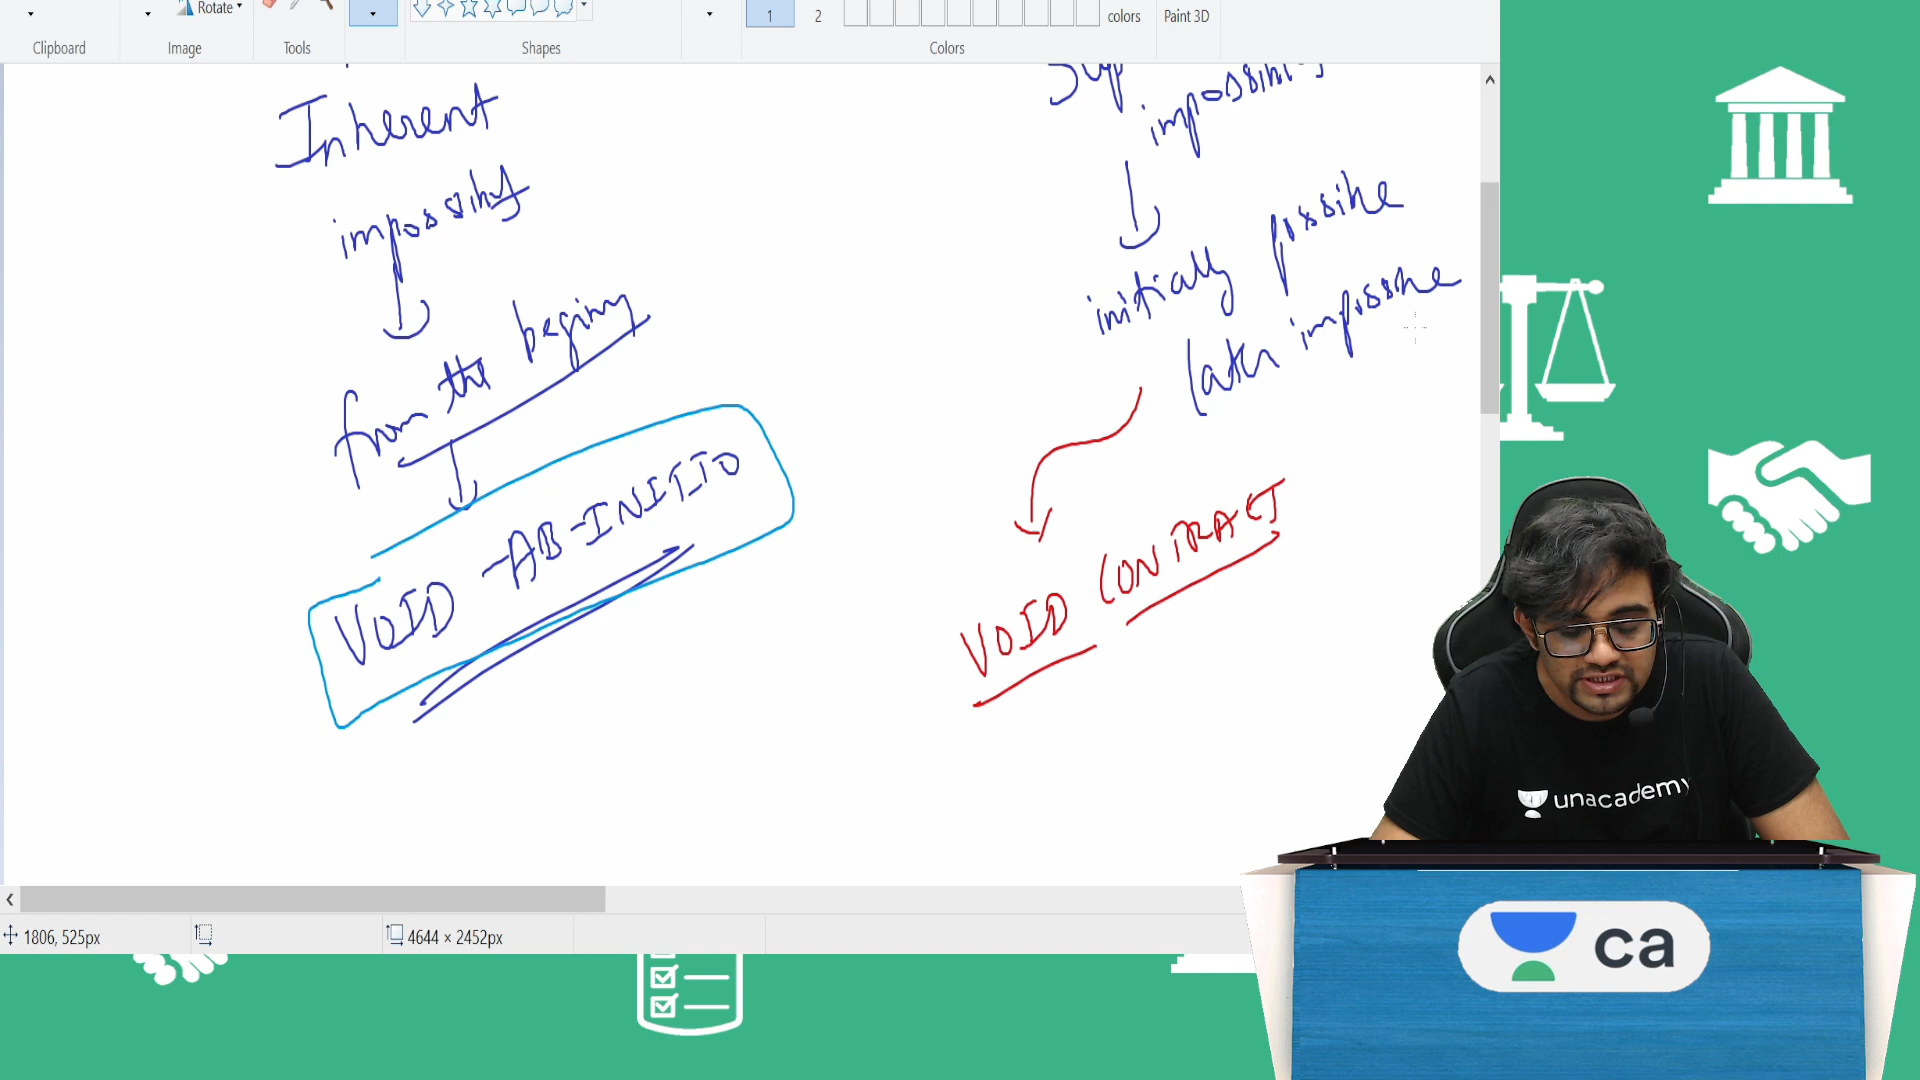 Rotate
1
2
colors
Paint 3D
Clipboard
Image
Tools
Shapes
Colors
Inherent
impossibility
from the begining
VOID -AB-INITIO
impossibility
initially possible
later impossible
VOID CONTRACT
unacademy
ca
1806, 525px
4644 × 2452px